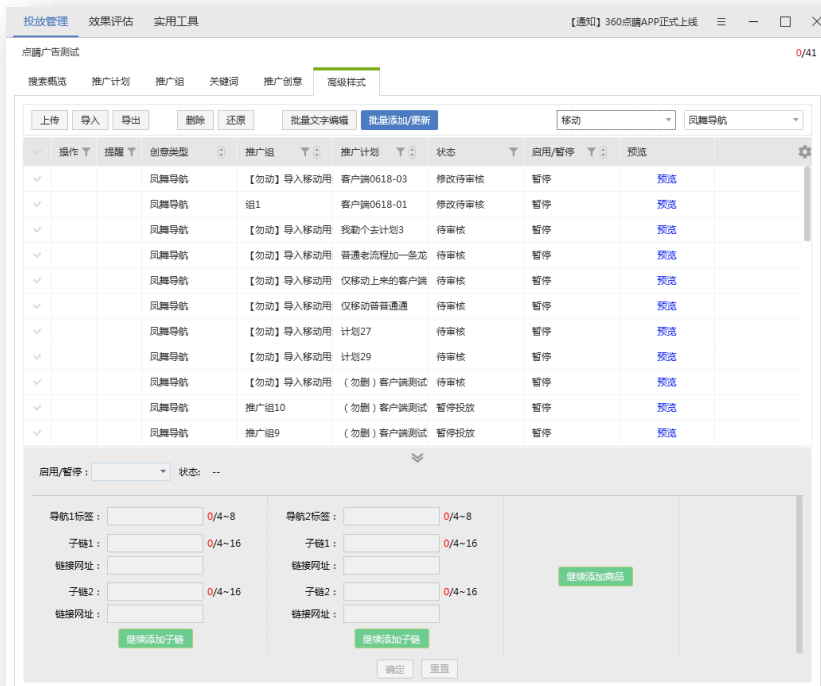 投放管理 效果评估 实用工具 【通知】360点睛APP正式上线
点睛广告测试 0/41
搜索概览 推广计划 推广组 关键词 推广创意 高级样式
上传 导入 导出 删除 还原 批量文字编辑 批量添加/更新 移动 凤舞导航
操作 提醒 创意类型 推广组 推广计划 状态 启用/暂停 预览
凤舞导航 【勿动】导入移动用 客户端0618-03 修改待审核 暂停 预览
凤舞导航 组1 客户端0618-01 修改待审核 暂停 预览
凤舞导航 【勿动】导入移动用 我勒个去计划3 待审核 暂停 预览
凤舞导航 【勿动】导入移动用 普通老流程加一条龙 待审核 暂停 预览
凤舞导航 【勿动】导入移动用 仅移动上来的客户端 待审核 暂停 预览
凤舞导航 【勿动】导入移动用 仅移动普普通通 待审核 暂停 预览
凤舞导航 【勿动】导入移动用 计划27 待审核 暂停 预览
凤舞导航 【勿动】导入移动用 计划29 待审核 暂停 预览
凤舞导航 【勿动】导入移动用 （勿删）客户端测试 待审核 暂停 预览
凤舞导航 推广组10 （勿删）客户端测试 暂停投放 暂停 预览
凤舞导航 推广组9 （勿删）客户端测试 暂停投放 暂停 预览
启用/暂停： 状态: --
导航1标签： 0/4~8 导航2标签： 0/4~8
子链1： 0/4~16 子链1： 0/4~16
链接网址： 链接网址：
继续添加商品
子链2： 0/4~16 子链2： 0/4~16
链接网址： 链接网址：
继续添加子链 继续添加子链
确定 重置